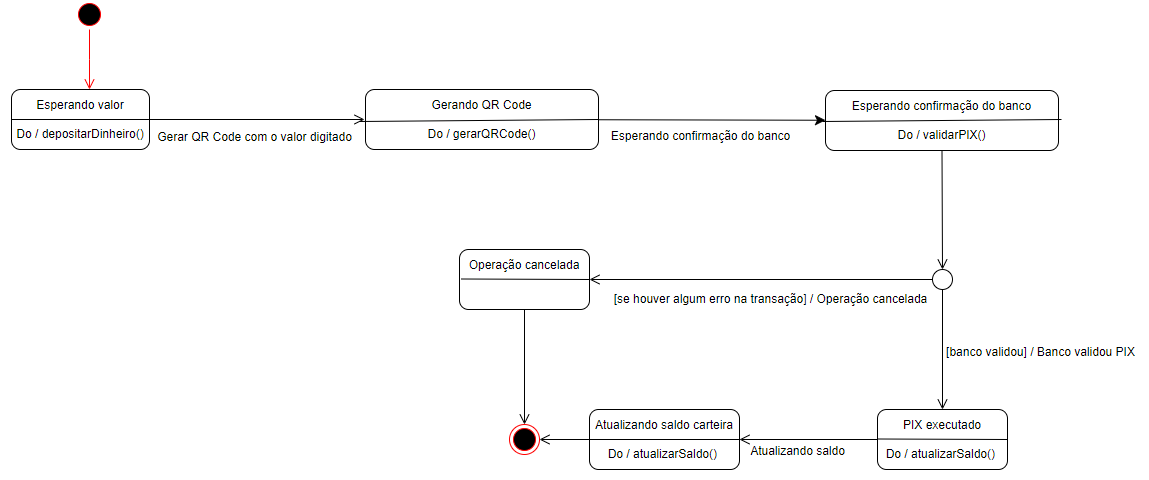 Esperando valor
Do / depositarDinheiro()
Gerar QR Code com o valor digitado
Gerando QR Code
Do / gerarQRCode()
Esperando confirmação do banco
Esperando confirmação do banco
Do / validarPIX()
Operação cancelada
[se houver algum erro na transação] / Operação cancelada
[banco validou] / Banco validou PIX
Atualizando saldo carteira
Do / atualizarSaldo()
Atualizando saldo
PIX executado
Do / atualizarSaldo()